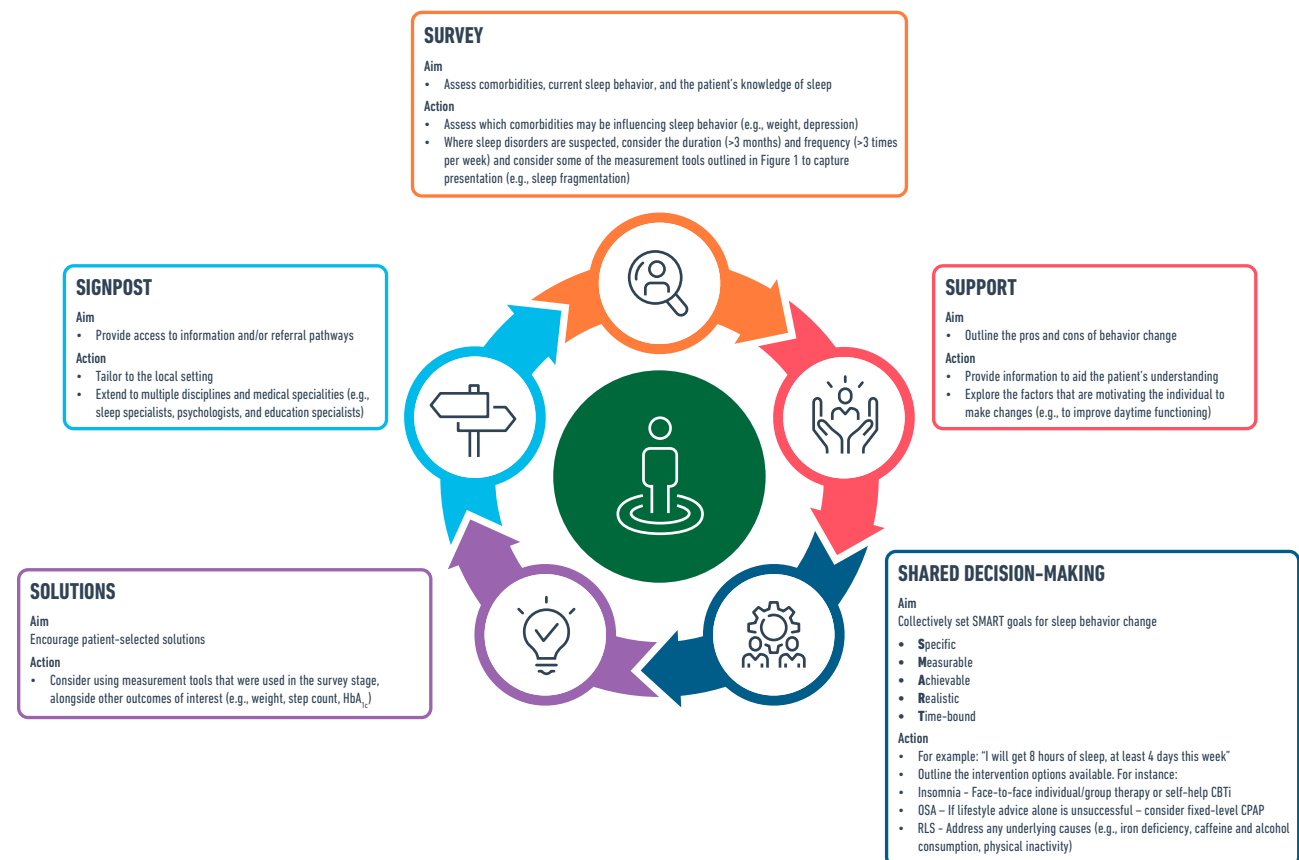 SURVEY
Aim
• Assess comorbidities, current sleep behavior, and the patient's knowledge of sleep
Action
• Assess which comorbidities may be influencing sleep behavior (e.g., weight, depression)
• Where sleep disorders are suspected, consider the duration (>3 months) and frequency (>3 times
per week) and consider some of the measurement tools outlined in Figure 1 to capture
presentation (e.g., sleep fragmentation)
SUPPORT
Aim
• Outline the pros and cons of behavior change
Action
• Provide information to aid the patient's understanding
• Explore the factors that are motivating the individual to
make changes (e.g., to improve daytime functioning)
SHARED DECISION-MAKING
Aim
Collectively set SMART goals for sleep behavior change
• Specific
• Measurable
• Achievable
• Realistic
• Time-bound
Action
• For example: "I will get 8 hours of sleep, at least 4 days this week"
• Outline the intervention options available. For instance:
• Insomnia - Face-to-face individual/group therapy or self-help CBTi
• OSA – If lifestyle advice alone is unsuccessful – consider fixed-level CPAP
• RLS - Address any underlying causes (e.g., iron deficiency, caffeine and alcohol
consumption, physical inactivity)
SOLUTIONS
Aim
Encourage patient-selected solutions
Action
• Consider using measurement tools that were used in the survey stage,
alongside other outcomes of interest (e.g., weight, step count, HbA1c)
SIGNPOST
Aim
• Provide access to information and/or referral pathways
Action
• Tailor to the local setting
• Extend to multiple disciplines and medical specialities (e.g.,
sleep specialists, psychologists, and education specialists)